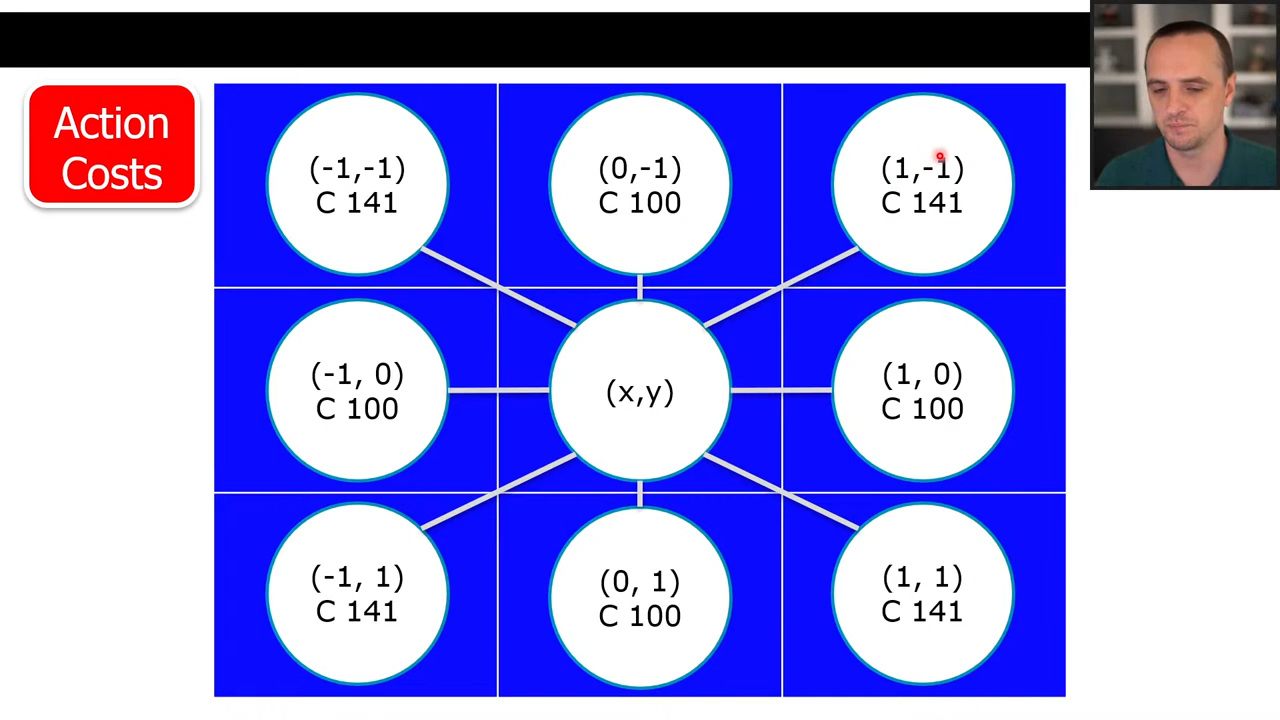 Action
Costs
(-1,-1)
C 141
(0,-1)
C 100
(1,-1)
C 141
(-1, 0)
C 100
(x,y)
(1, 0)
C 100
(-1, 1)
C 141
(0, 1)
C 100
(1, 1)
C 141